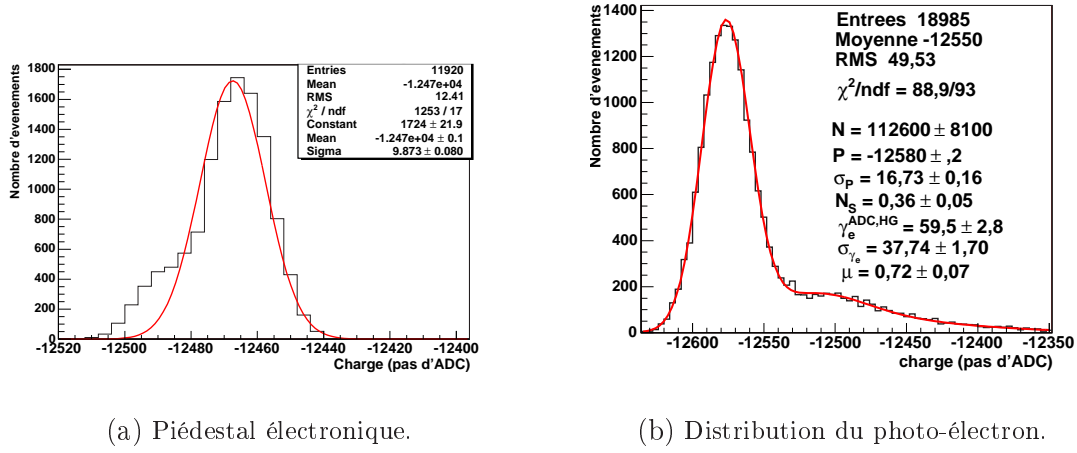 Nombre d'evenements
1800
1600
1400
1200
1000
800
600
400
200
0
-12520 -12500 -12480 -12460 -12440 -12420 -12400
Charge (pas d'ADC)
Entries 11920
Mean -1.247e+04
RMS 12.41
χ² / ndf 1253 / 17
Constant 1724 ± 21.9
Mean -1.247e+04 ± 0.1
Sigma 9.873 ± 0.080
(a) Piédestal électronique.
Nombre d'evenements
1400
1200
1000
800
600
400
200
0
-12600 -12550 -12500 -12450 -12400 -12350
charge (pas d'ADC)
Entrees 18985
Moyenne -12550
RMS 49,53
χ²/ndf = 88,9/93
N = 112600 ± 8100
P = -12580 ± ,2
σ_P = 16,73 ± 0,16
N_S = 0,36 ± 0,05
γ_e^ADC,HG = 59,5 ± 2,8
σ_γ_e = 37,74 ± 1,70
μ = 0,72 ± 0,07
(b) Distribution du photo-électron.